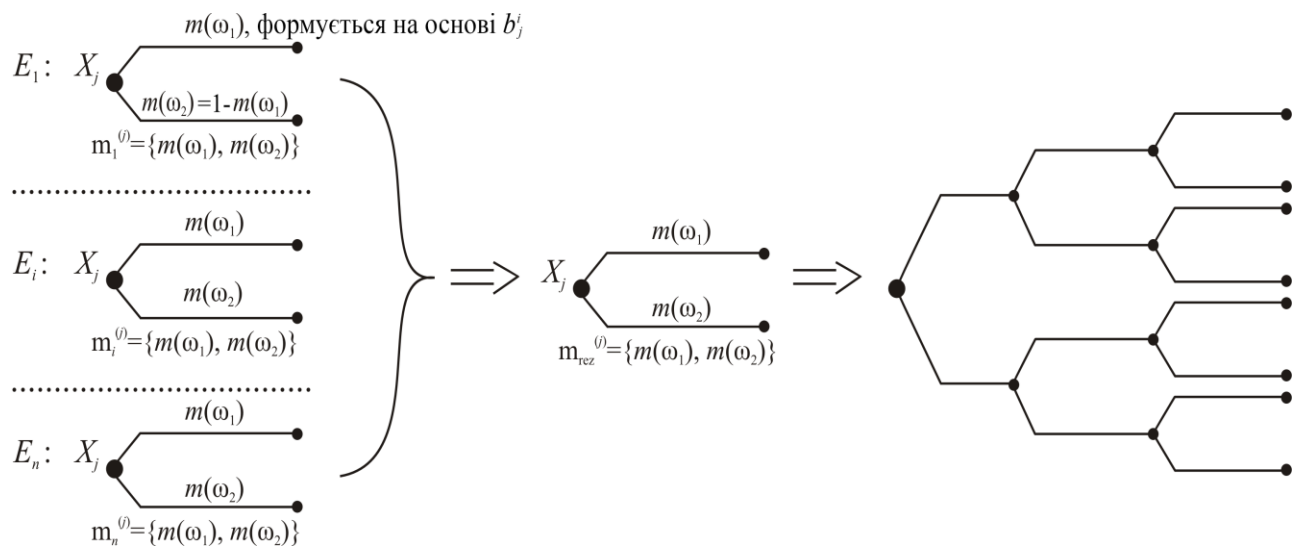 m(ω₁), формується на основі bⱼⁱ
E₁: Xⱼ
m(ω₂)=1-m(ω₁)
m₁⁽ʲ⁾={m(ω₁), m(ω₂)}
m(ω₁)
Eᵢ: Xⱼ
m(ω₂)
mᵢ⁽ʲ⁾={m(ω₁), m(ω₂)}
m(ω₁)
Eₙ: Xⱼ
m(ω₂)
mₙ⁽ʲ⁾={m(ω₁), m(ω₂)}
m(ω₁)
Xⱼ
m(ω₂)
m_rez⁽ʲ⁾={m(ω₁), m(ω₂)}